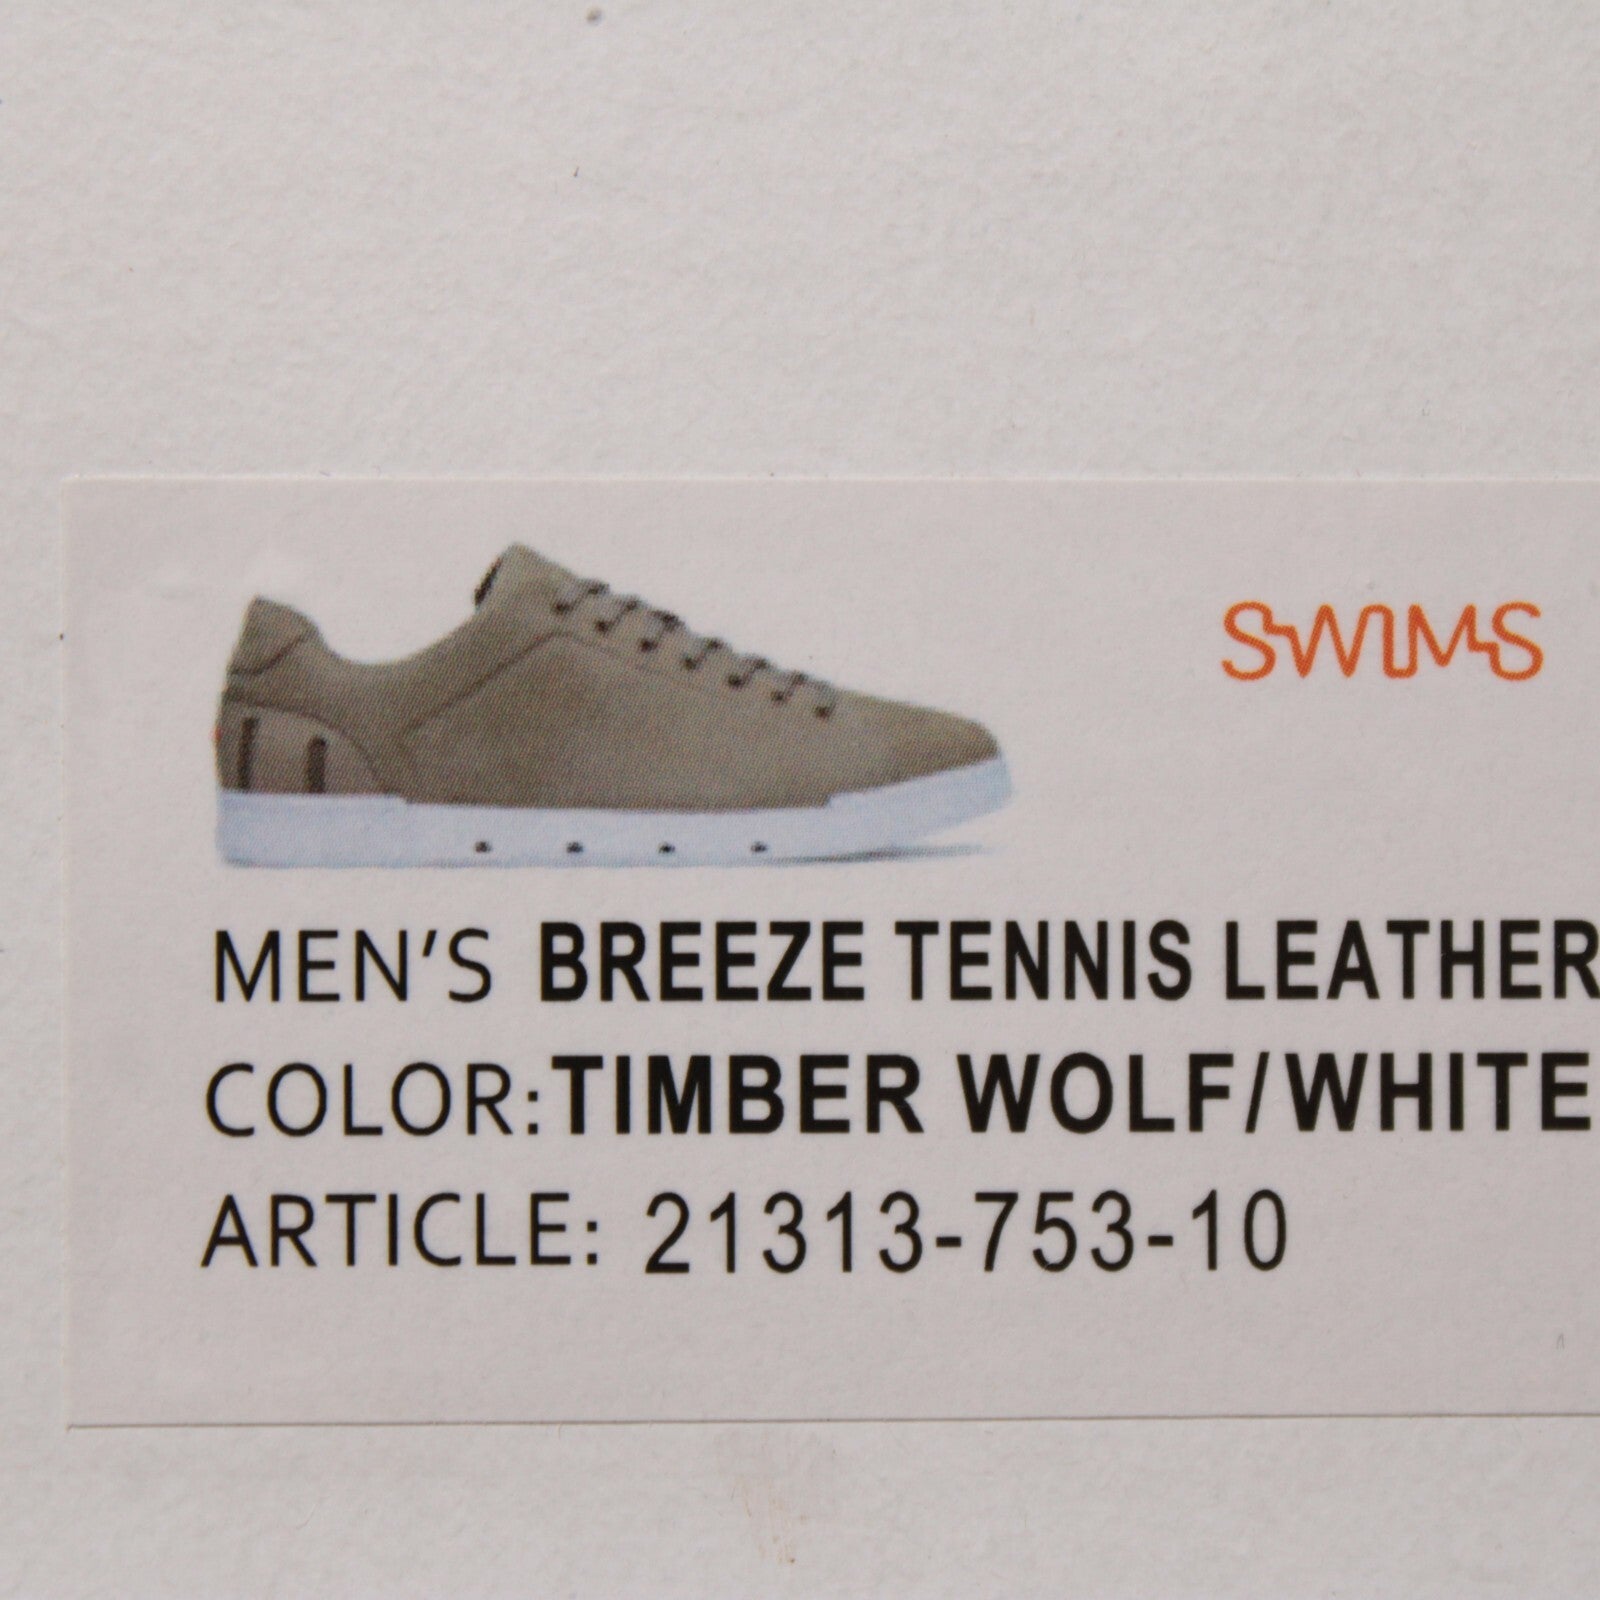 SWIMS
MEN'S BREEZE TENNIS LEATHER
COLOR:TIMBER WOLF/WHITE
ARTICLE: 21313-753-10